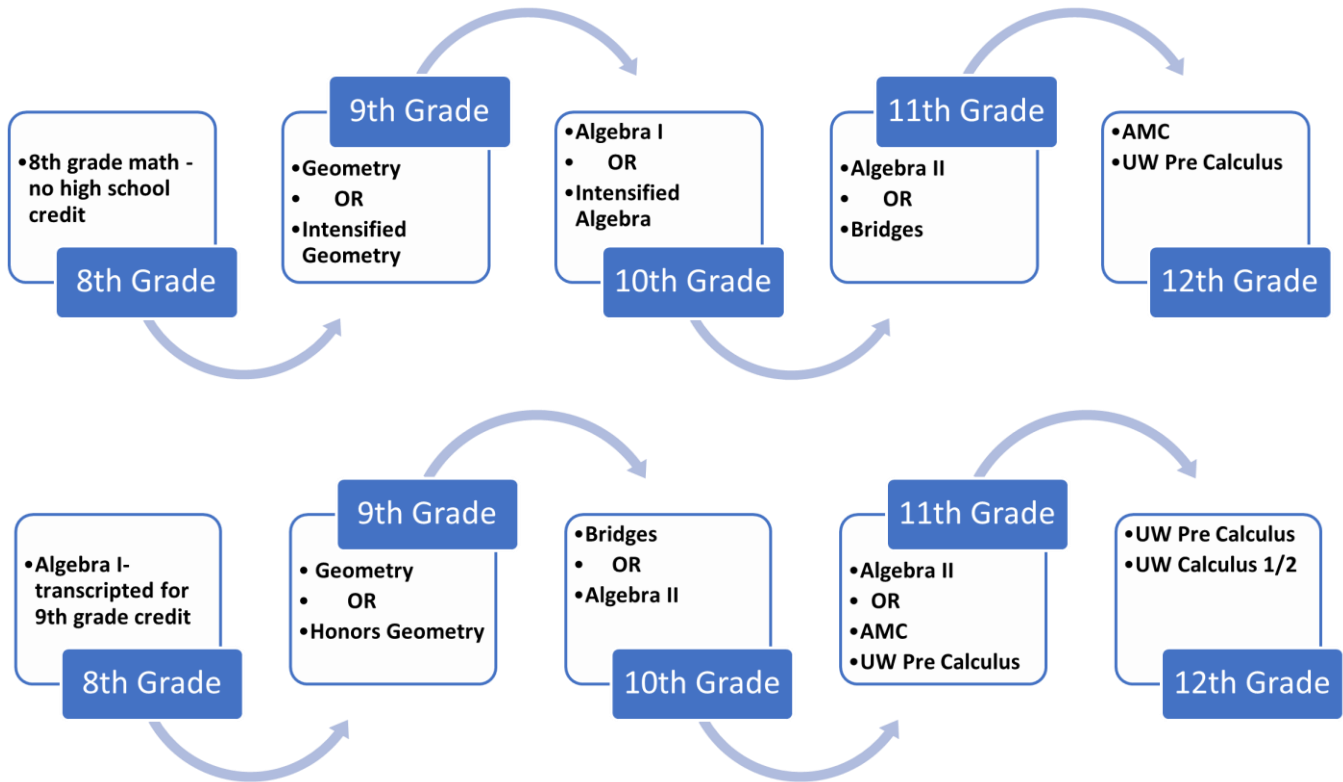 8th Grade
•8th grade math -
no high school
credit
9th Grade
•Geometry
• OR
•Intensified
Geometry
10th Grade
•Algebra I
• OR
•Intensified
Algebra
11th Grade
•Algebra II
• OR
•Bridges
12th Grade
•AMC
•UW Pre Calculus
8th Grade
•Algebra I-
transcripted for
9th grade credit
9th Grade
• Geometry
• OR
•Honors Geometry
10th Grade
•Bridges
• OR
•Algebra II
11th Grade
•Algebra II
• OR
•AMC
•UW Pre Calculus
12th Grade
•UW Pre Calculus
•UW Calculus 1/2